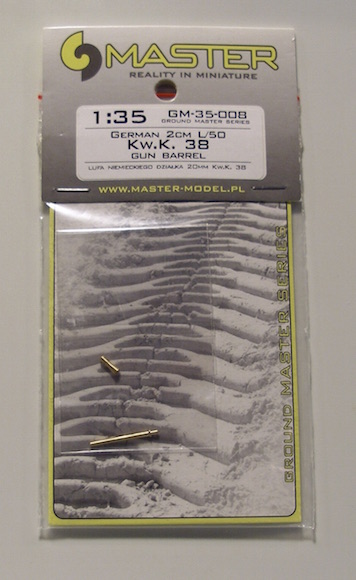 MASTER
REALITY IN MINIATURE
1:35 GM-35-008
GROUND MASTER SERIES
GERMAN 2CM L/50
KW.K. 38
GUN BARREL
LUFA NIEMIECKIEGO DZIAŁKA 20MM KW.K. 38
WWW.MASTER-MODEL.PL
GROUND MASTER SERIES